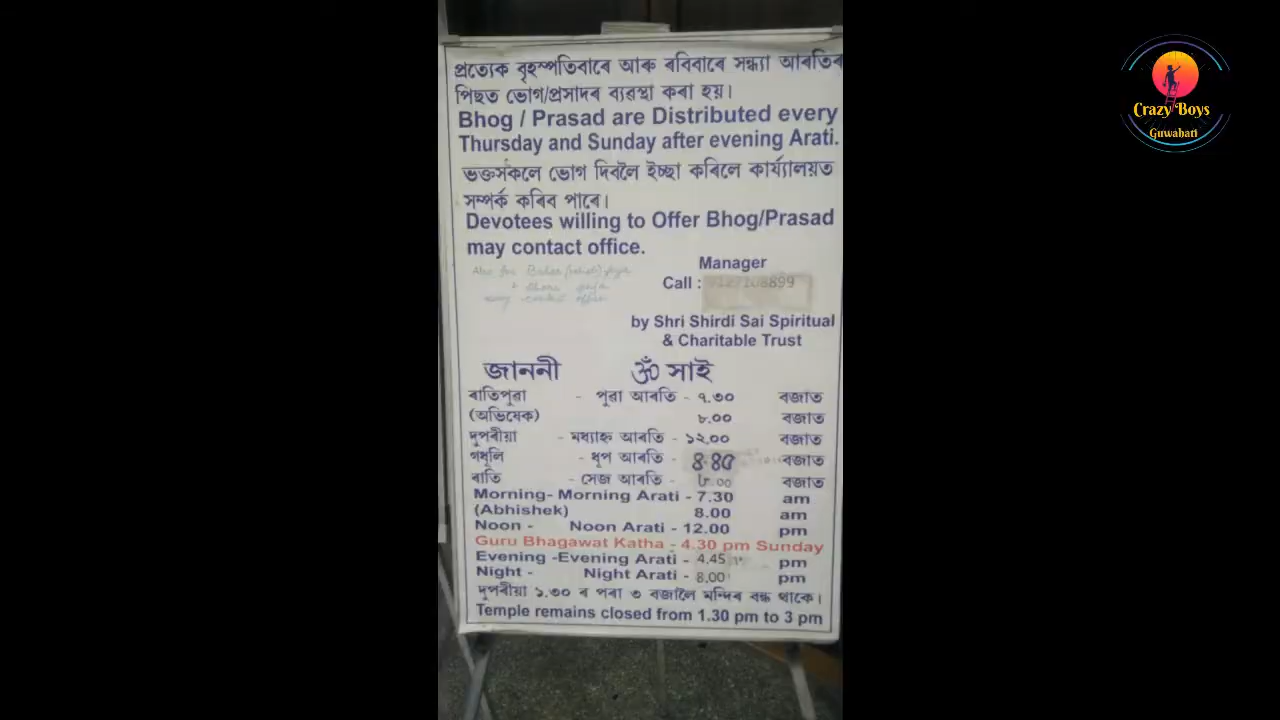 প্ৰত্যেক বৃহস্পতিবাৰে আৰু ৰবিবাৰে সন্ধ্যা আৰতিৰ
পিছত ভোগ/প্ৰসাদৰ ব্যৱস্থা কৰা হয়।
Bhog / Prasad are Distributed every
Thursday and Sunday after evening Arati.
ভক্তসকলে ভোগ দিবলৈ ইচ্ছা কৰিলে কাৰ্য্যালয়ত
সম্পৰ্ক কৰিব পাৰে।
Devotees willing to Offer Bhog/Prasad
may contact office.
Manager
Call :
may contact office
by Shri Shirdi Sai Spiritual
& Charitable Trust
জাননী ॐ সাই
ৰাতিপুৱা - পুৱা আৰতি - ৭.৩০ বজাত
(অভিষেক) ৮.০০ বজাত
দুপৰীয়া - মধ্যাহ্ন আৰতি - ১২.০০ বজাত
গধূলি - ধূপ আৰতি - বজাত
ৰাতি - সেজ আৰতি - ৮.০০ বজাত
Morning- Morning Arati - 7.30 am
(Abhishek) 8.00 am
Noon - Noon Arati - 12.00 pm
Guru Bhagawat Katha - 4.30 pm Sunday
Evening -Evening Arati - 4.45 pm
Night - Night Arati - 8.00 pm
দুপৰীয়া ১.৩০ ৰ পৰা ৩ বজালৈ মন্দিৰ বন্ধ থাকে।
Temple remains closed from 1.30 pm to 3 pm
Crazy Boys
Guwahati